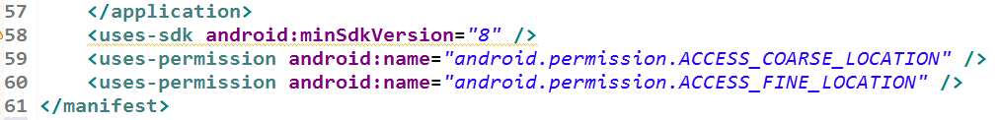 57     </application>
58     <uses-sdk android:minSdkVersion="8" />
59     <uses-permission android:name="android.permission.ACCESS_COARSE_LOCATION" />
60     <uses-permission android:name="android.permission.ACCESS_FINE_LOCATION" />
61 </manifest>